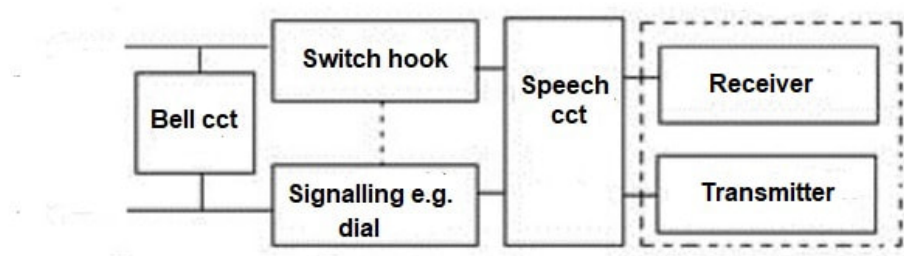 Switch hook
Bell cct
Signalling e.g.
dial
Speech
cct
Receiver
Transmitter